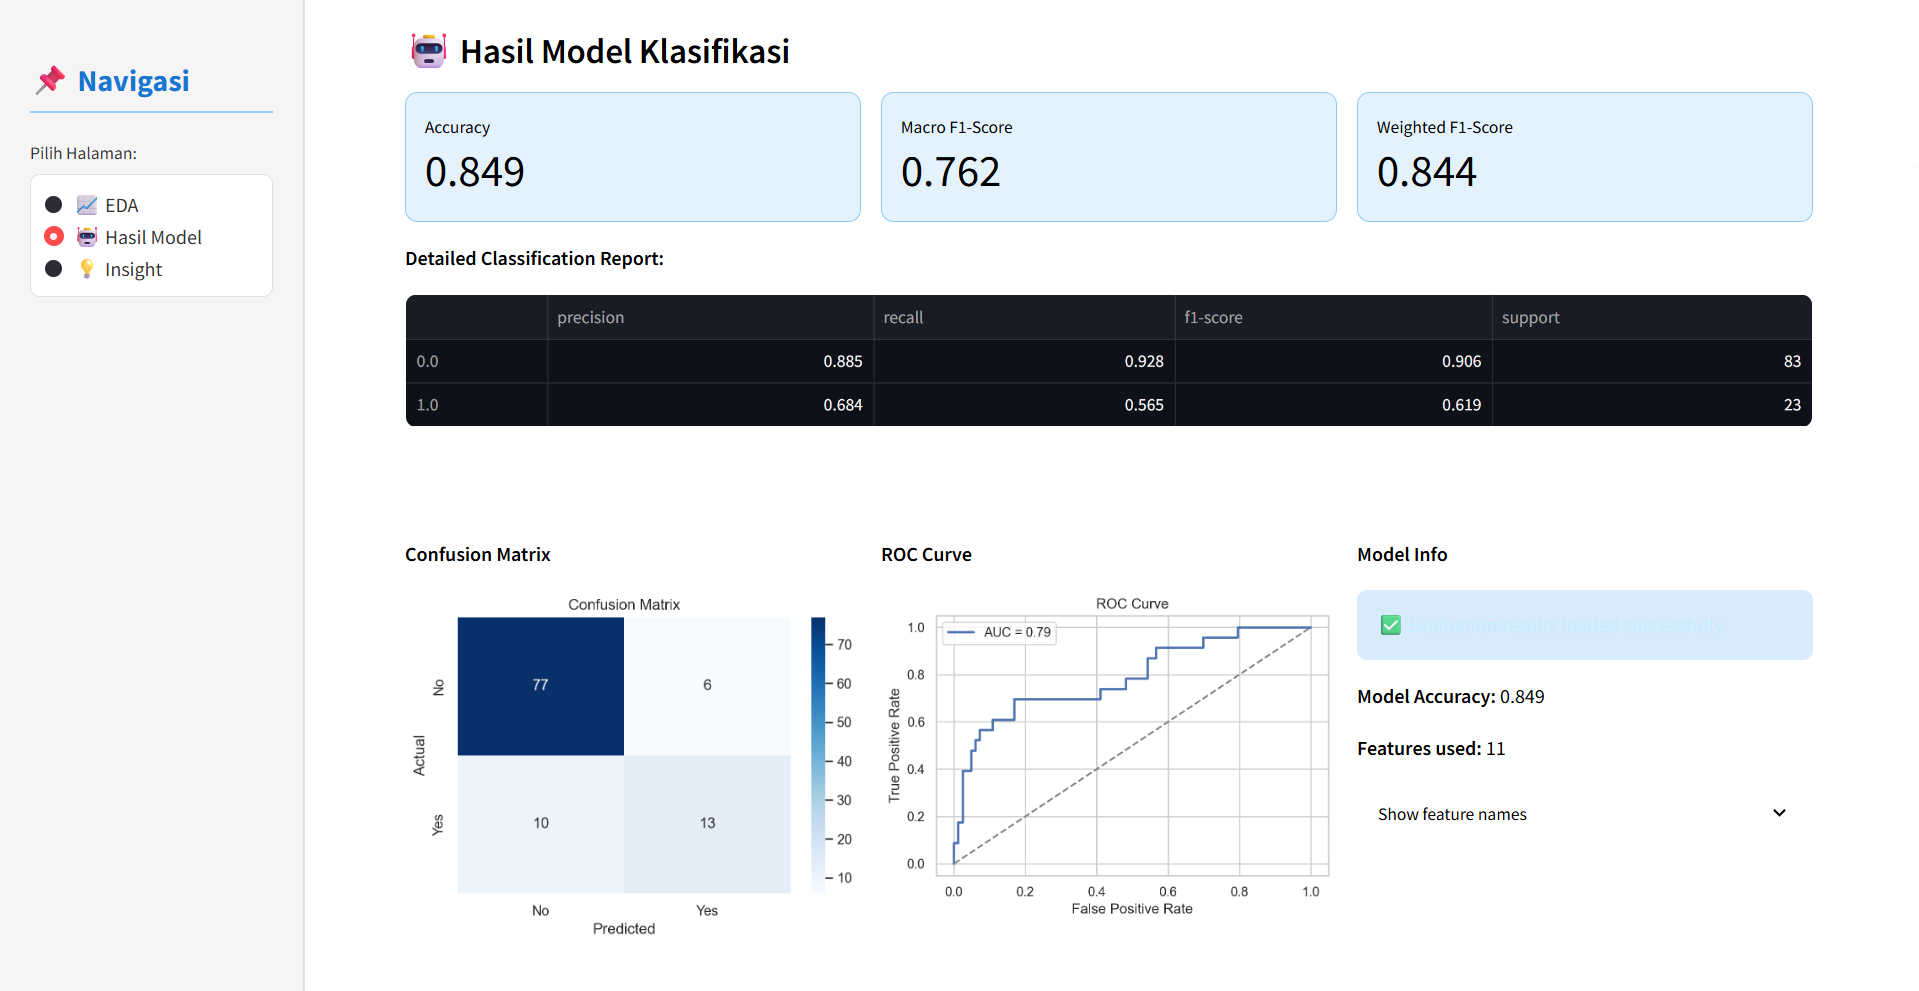 Navigasi
Pilih Halaman:
EDA
Hasil Model
Insight
Hasil Model Klasifikasi
Accuracy
0.849
Macro F1-Score
0.762
Weighted F1-Score
0.844
Detailed Classification Report:
precision recall f1-score support
0.0 0.885 0.928 0.906 83
1.0 0.684 0.565 0.619 23
Confusion Matrix
Confusion Matrix
77 6
10 13
No
Yes
Actual
No Yes
Predicted
70
60
50
40
30
20
10
ROC Curve
ROC Curve
AUC = 0.79
1.0
0.8
0.6
0.4
0.2
0.0
True Positive Rate
0.0 0.2 0.4 0.6 0.8 1.0
False Positive Rate
Model Info
Evaluation results loaded successfully
Model Accuracy: 0.849
Features used: 11
Show feature names